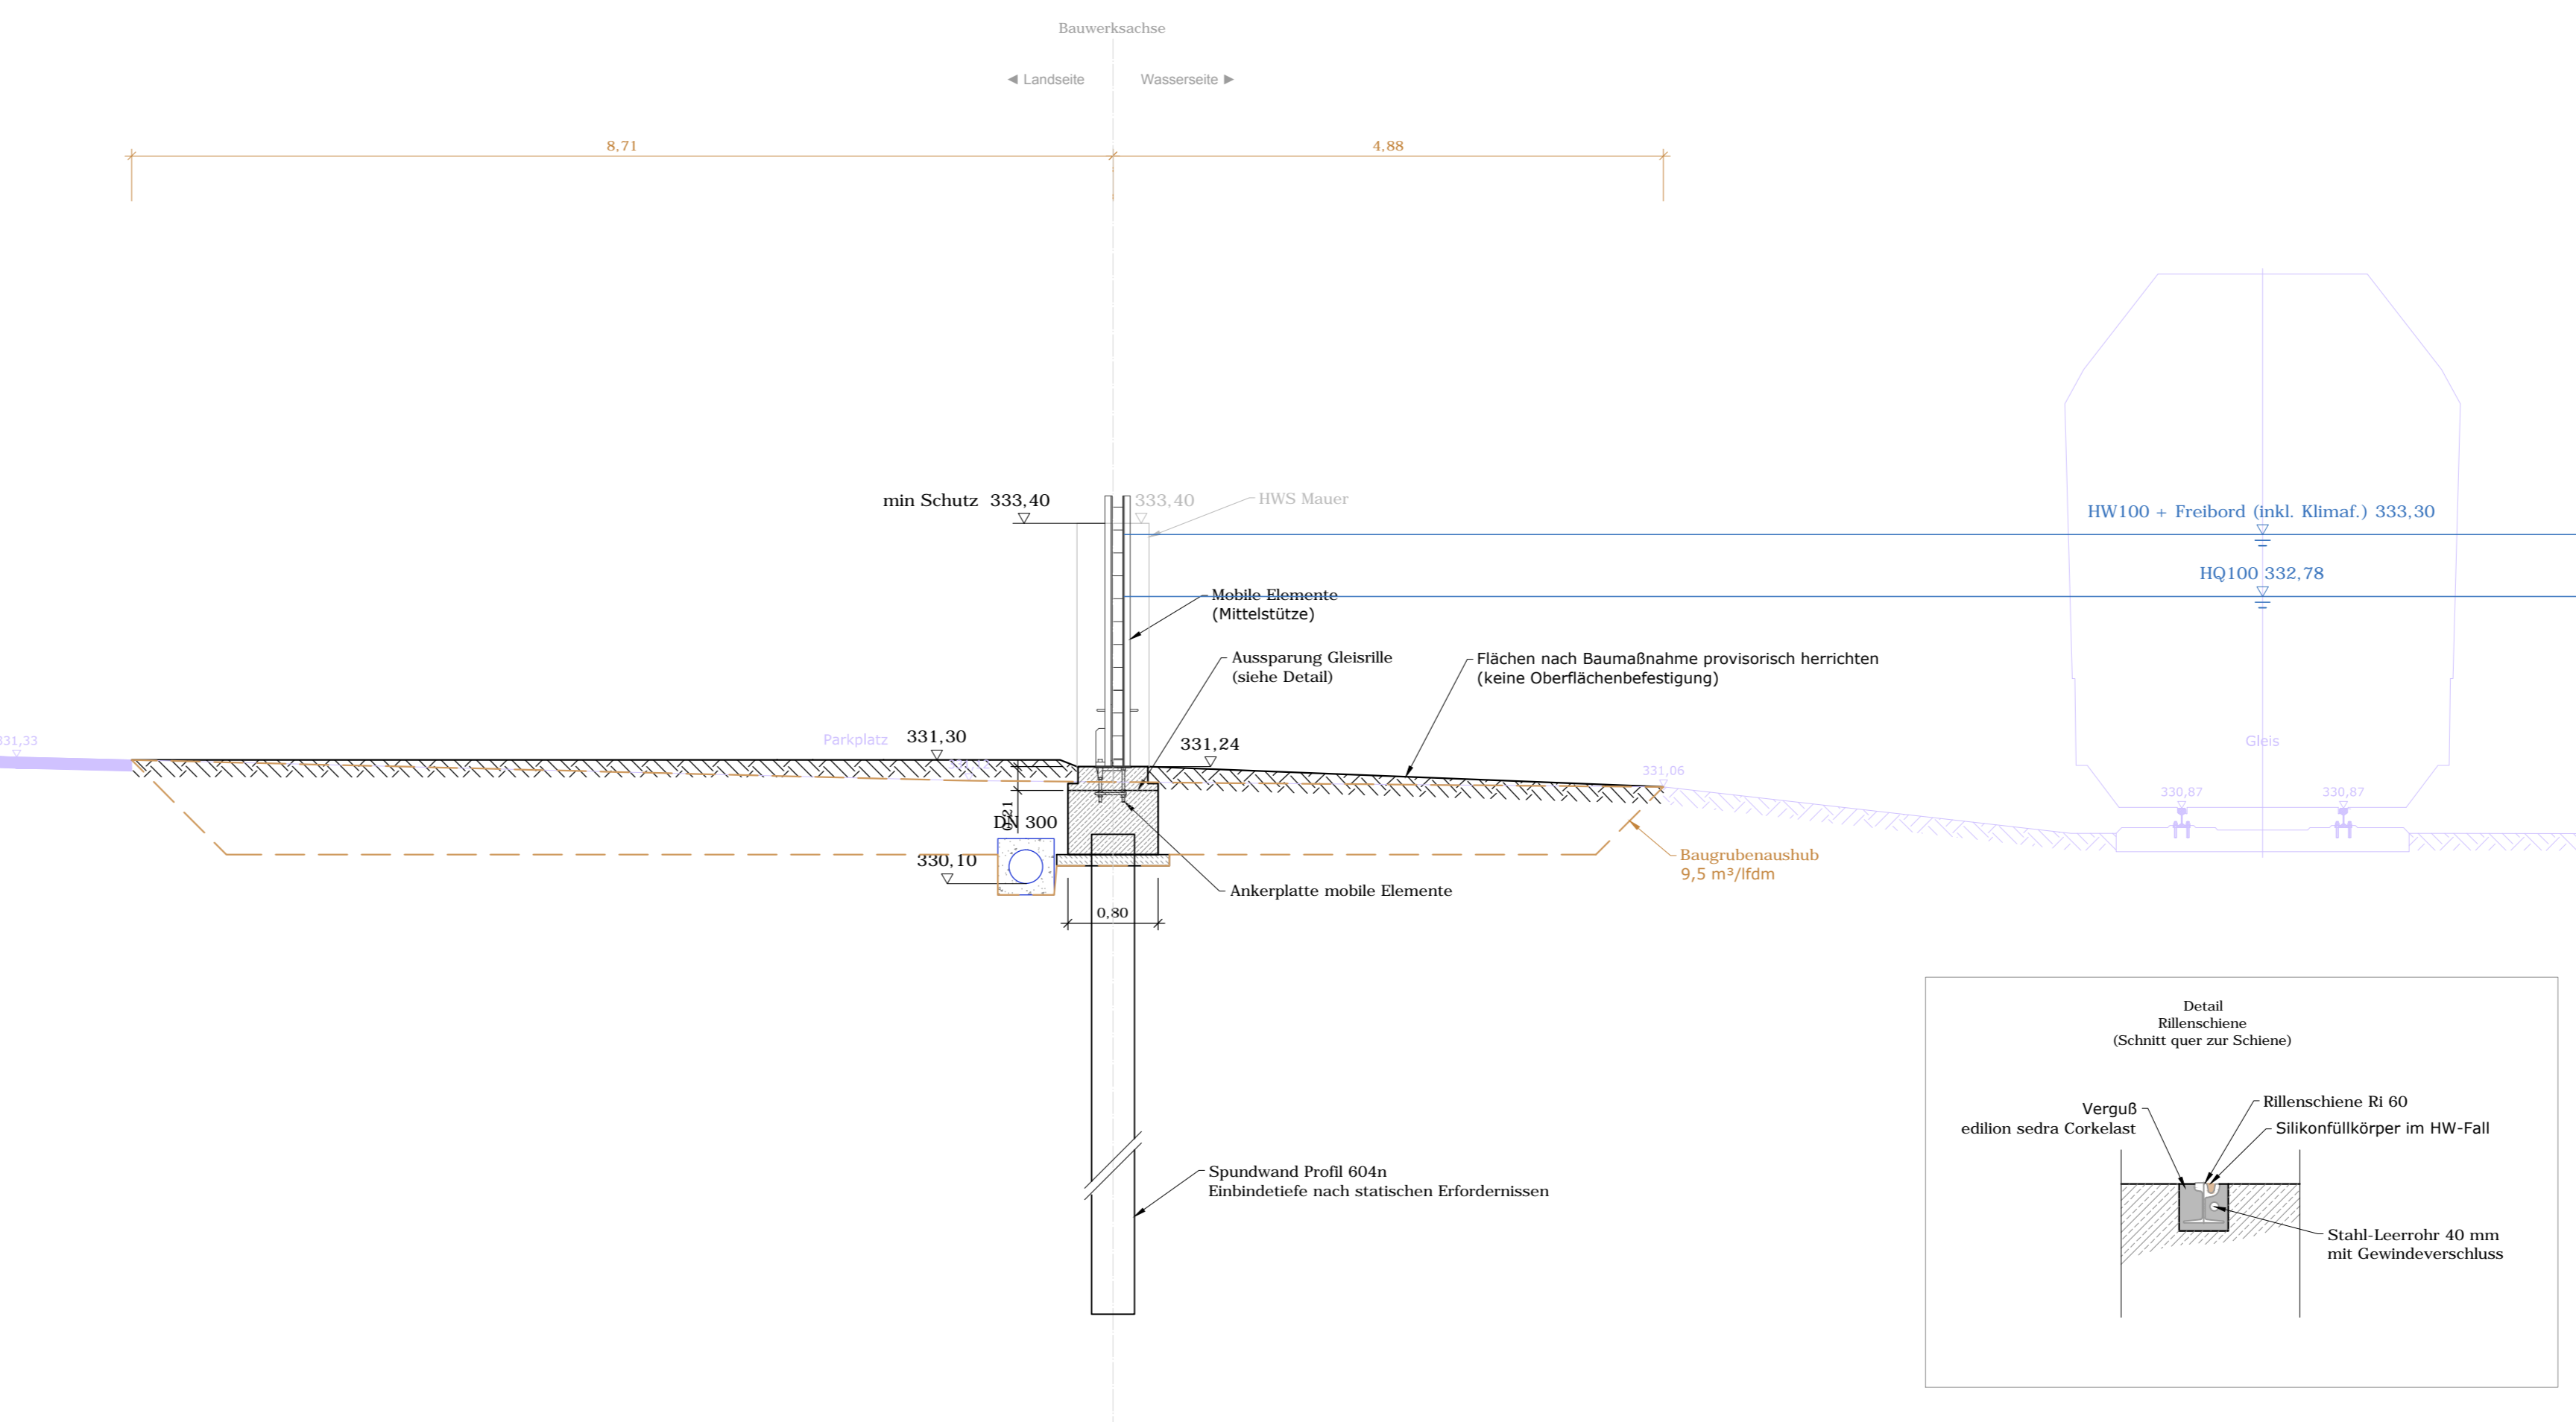 Bauwerksachse
◄ Landseite
Wasserseite ►
8,71
4,88
min Schutz 333,40
333,40
HWS Mauer
HW100 + Freibord (inkl. Klimaf.) 333,30
HQ100 332,78
Mobile Elemente
(Mittelstütze)
Aussparung Gleisrille
(siehe Detail)
Flächen nach Baumaßnahme provisorisch herrichten
(keine Oberflächenbefestigung)
331,33
Parkplatz
331,30
331,24
Gleis
331,06
330,87
330,87
0,21
DN 300
330,10
Baugrubenaushub
9,5 m³/lfdm
Ankerplatte mobile Elemente
0,80
Spundwand Profil 604n
Einbindetiefe nach statischen Erfordernissen
Detail
Rillenschiene
(Schnitt quer zur Schiene)
Verguß
edilion sedra Corkelast
Rillenschiene Ri 60
Silikonfüllkörper im HW-Fall
Stahl-Leerrohr 40 mm
mit Gewindeverschluss